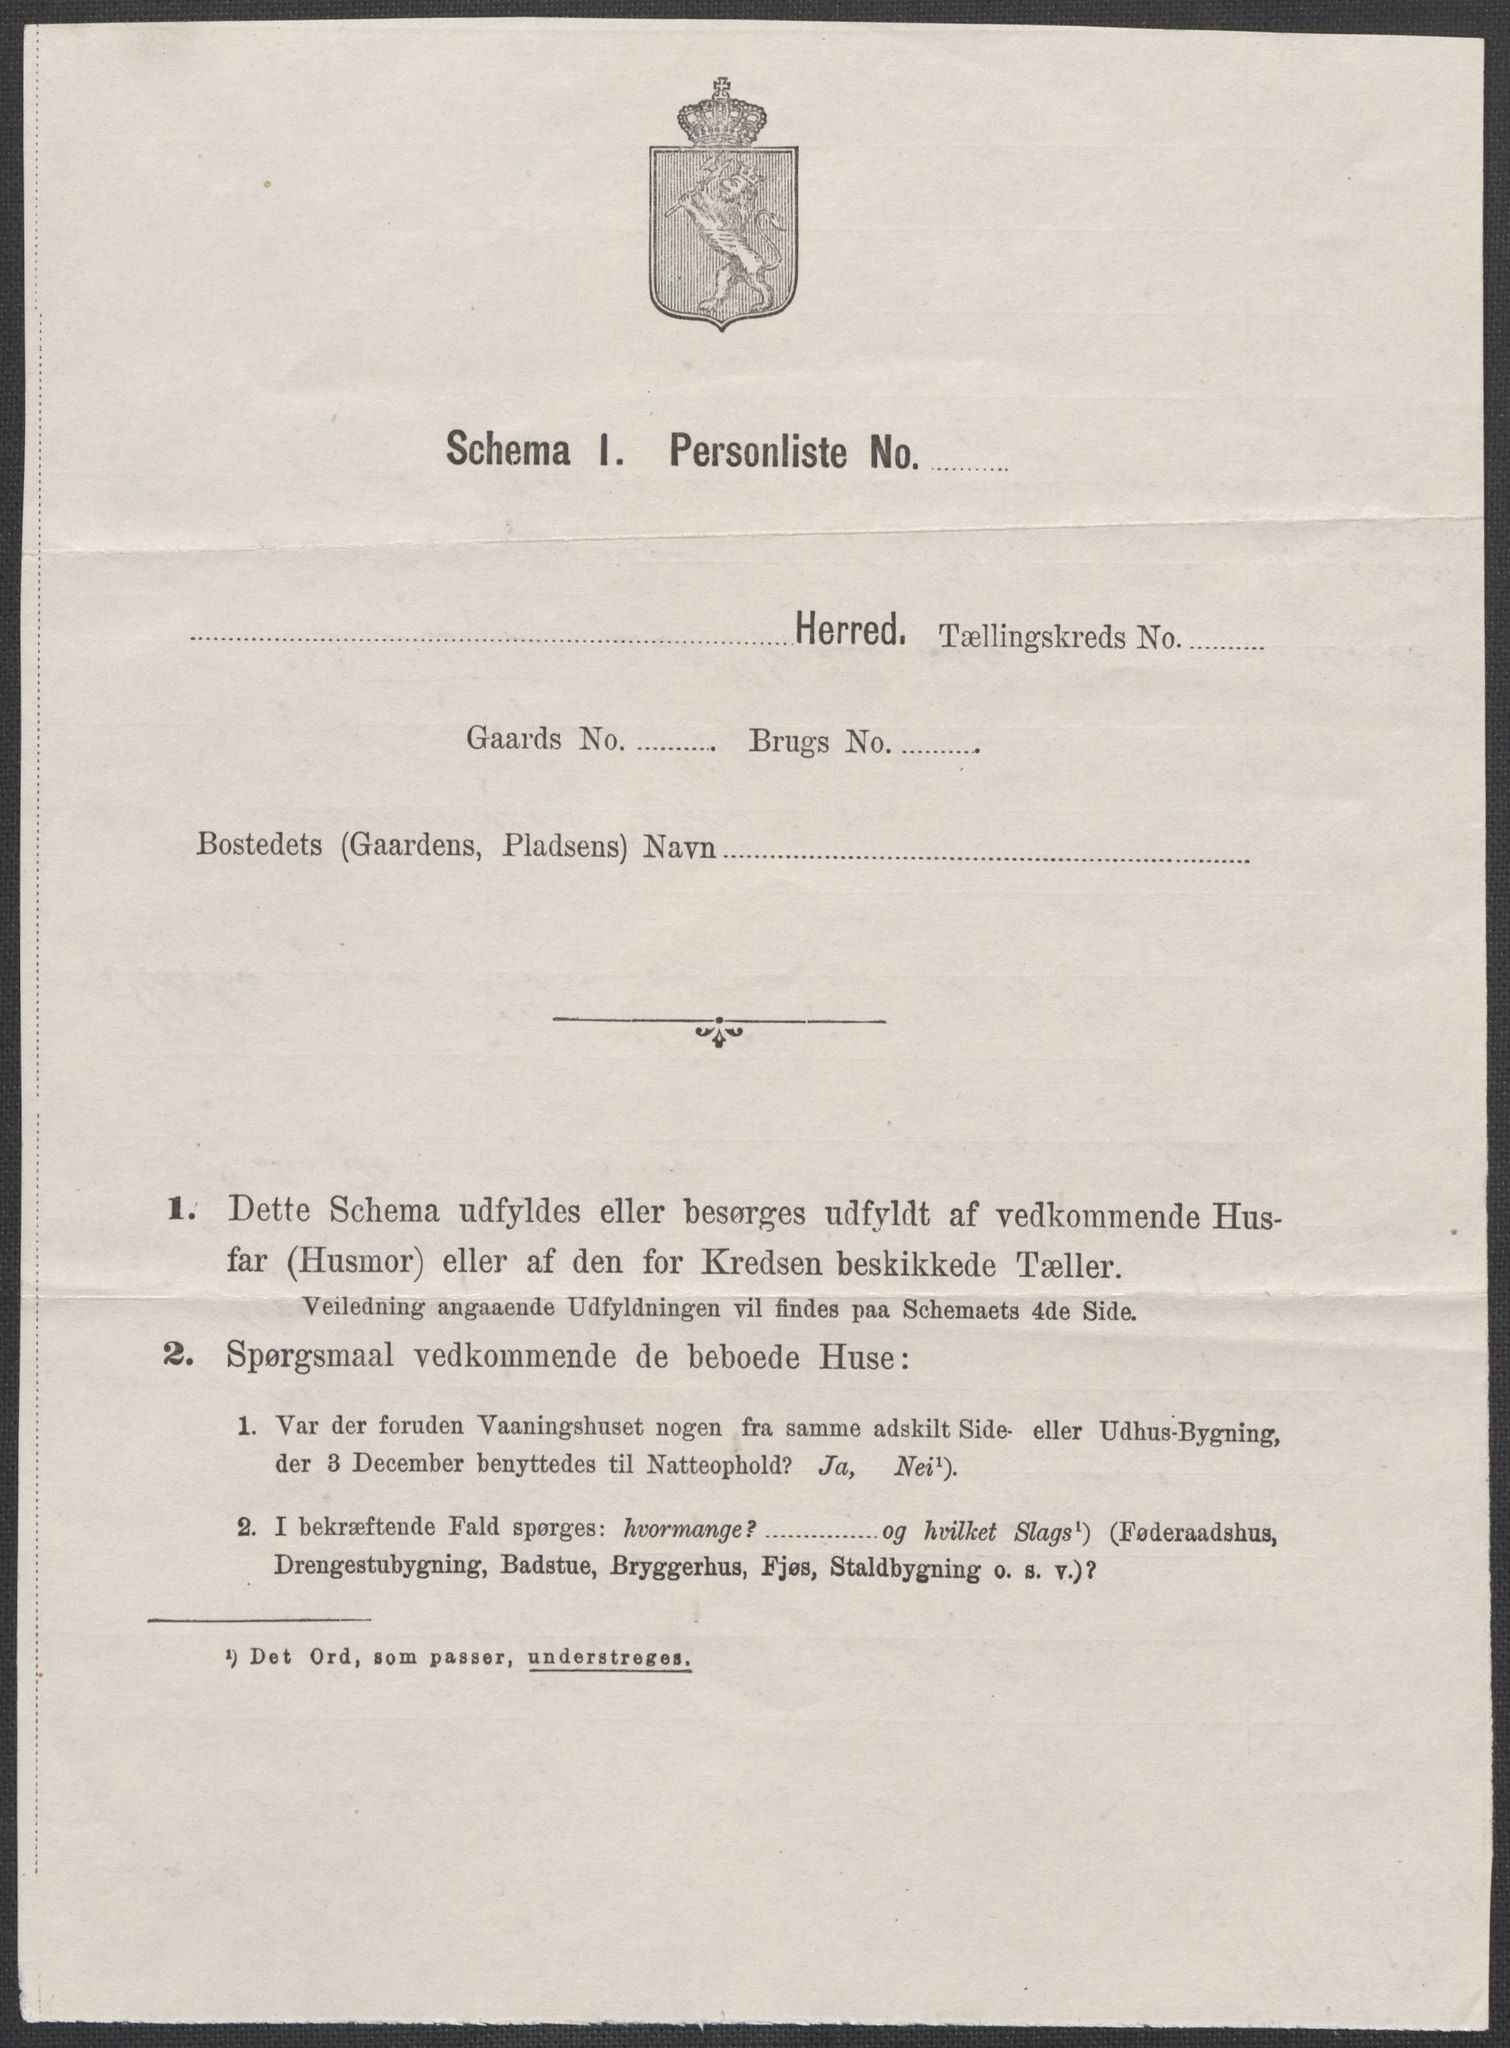 Schema I. Personliste No. ..........
.......... Herred. Tællingskreds No. ..........
Gaards No. .......... Brugs No. ..........
Bostedets (Gaardens, Pladsens) Navn ..........
1. Dette Schema udfyldes eller besørges udfyldt af vedkommende Hus-
far (Husmor) eller af den for Kredsen beskikkede Tæller.
Veiledning angaaende Udfyldningen vil findes paa Schemaets 4de Side.
2. Spørgsmaal vedkommende de beboede Huse:
1. Var der foruden Vaaningshuset nogen fra samme adskilt Side- eller Udhus-Bygning,
der 3 December benyttedes til Natteophold? Ja, Nei¹).
2. I bekræftende Fald spørges: hvormange? .......... og hvilket Slags¹) (Føderaadshus,
Drengestubygning, Badstue, Bryggerhus, Fjøs, Staldbygning o. s. v.)?
¹) Det Ord, som passer, understreges.